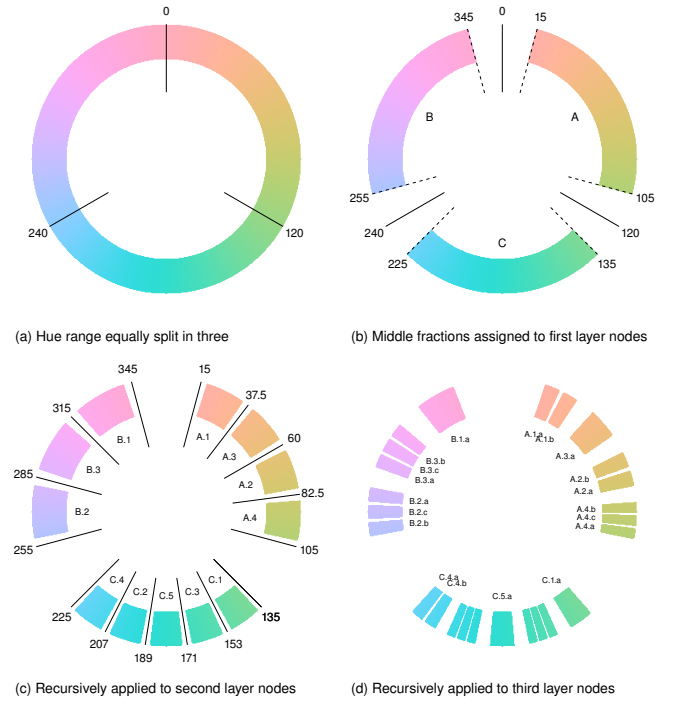 0
240
120
(a) Hue range equally split in three
345
0
15
B
A
255
105
240
120
C
225
135
(b) Middle fractions assigned to first layer nodes
345
15
315
37.5
B.1
A.1
60
B.3
A.3
285
A.2
82.5
B.2
A.4
255
105
C.4
C.1
C.2
C.5
C.3
225
135
207
153
189
171
(c) Recursively applied to second layer nodes
B.1.a
A.1.a
A.1.b
A.3.a
B.3.b
B.3.c
B.3.a
A.2.b
A.2.a
B.2.a
B.2.c
B.2.b
A.4.b
A.4.c
A.4.a
C.4.a
C.4.b
C.1.a
C.5.a
(d) Recursively applied to third layer nodes